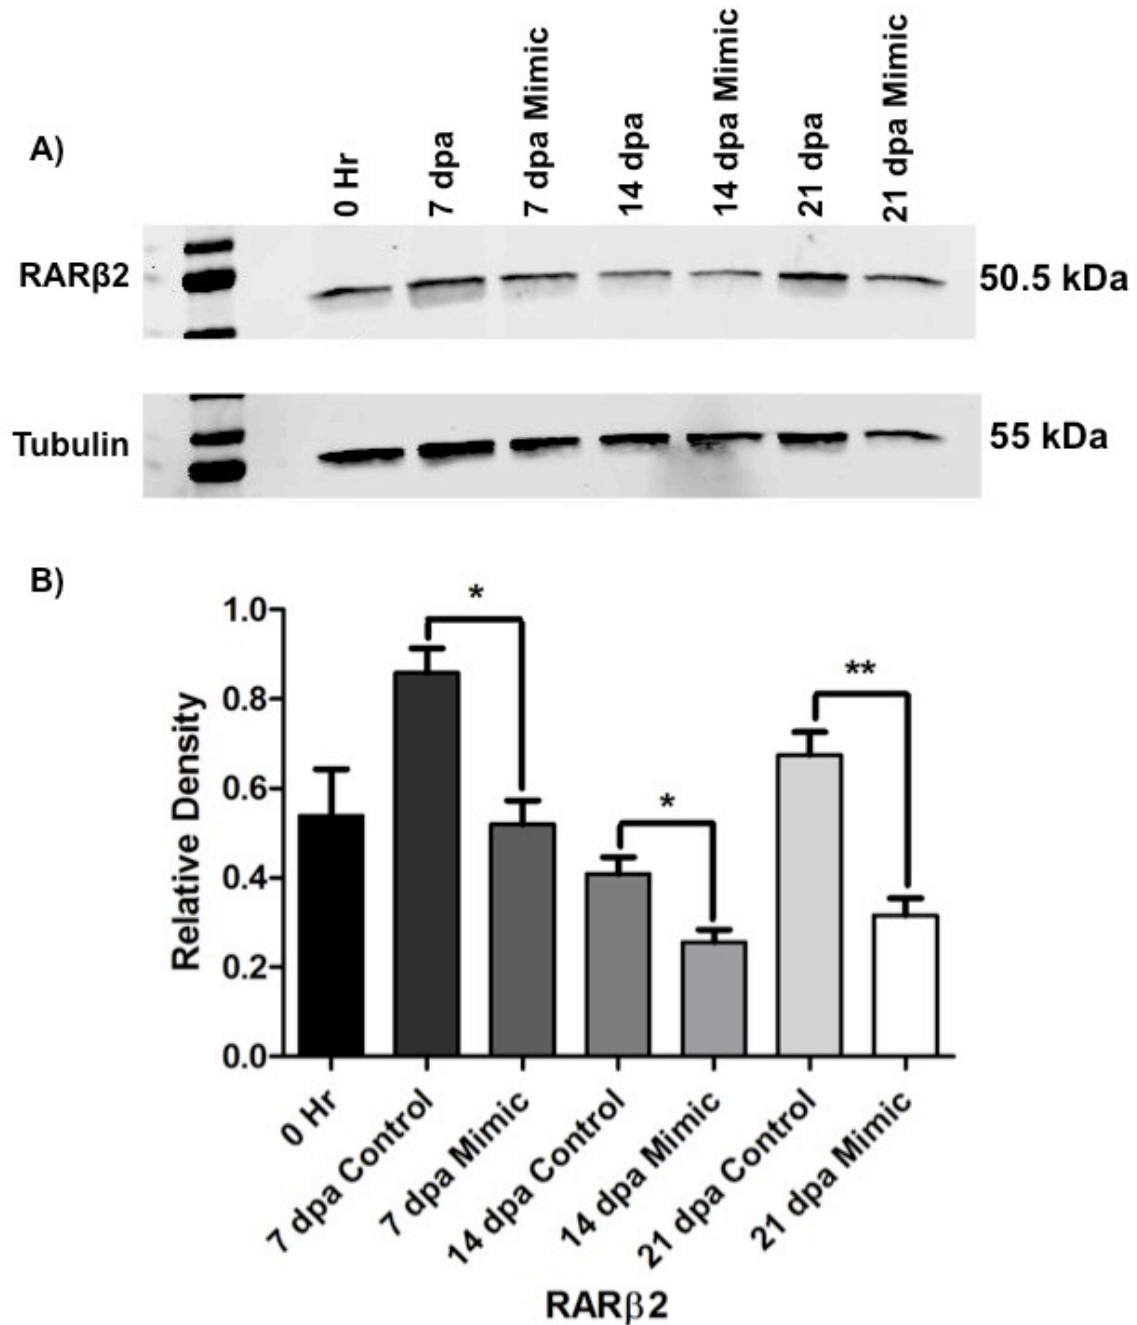 A)
0 Hr
7 dpa
7 dpa Mimic
14 dpa
14 dpa Mimic
21 dpa
21 dpa Mimic
RARβ2
50.5 kDa
Tubulin
55 kDa
B)
*
**
*
1.0
0.8
0.6
0.4
0.2
0.0
Relative Density
0 Hr
7 dpa Control
7 dpa Mimic
14 dpa Control
14 dpa Mimic
21 dpa Control
21 dpa Mimic
RARβ2